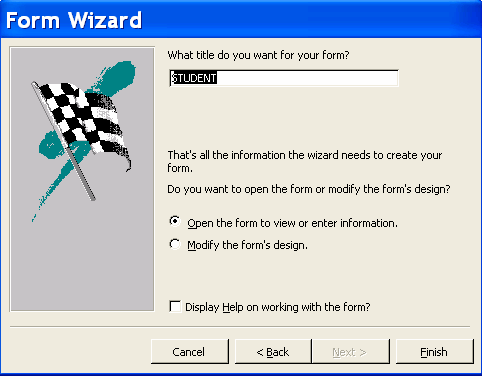 Form Wizard
What title do you want for your form?
STUDENT
That's all the information the wizard needs to create your
form.
Do you want to open the form or modify the form's design?
Open the form to view or enter information.
Modify the form's design.
Display Help on working with the form?
Cancel
< Back
Next >
Finish